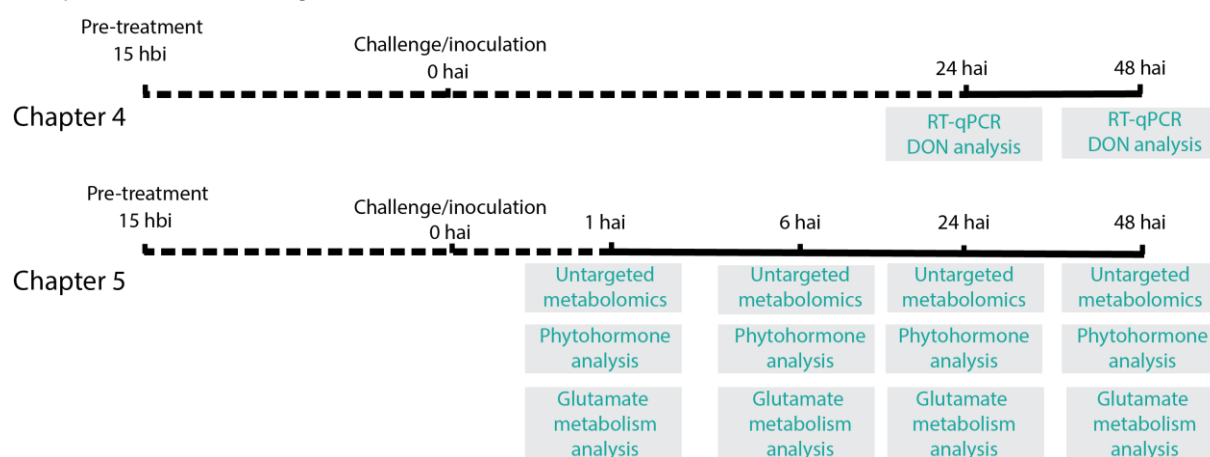 Pre-treatment
15 hbi
Challenge/inoculation
0 hai
24 hai
48 hai
Chapter 4
RT-qPCR
DON analysis
RT-qPCR
DON analysis
Pre-treatment
15 hbi
Challenge/inoculation
0 hai
1 hai
6 hai
24 hai
48 hai
Chapter 5
Untargeted
metabolomics
Untargeted
metabolomics
Untargeted
metabolomics
Untargeted
metabolomics
Phytohormone
analysis
Phytohormone
analysis
Phytohormone
analysis
Phytohormone
analysis
Glutamate
metabolism
analysis
Glutamate
metabolism
analysis
Glutamate
metabolism
analysis
Glutamate
metabolism
analysis